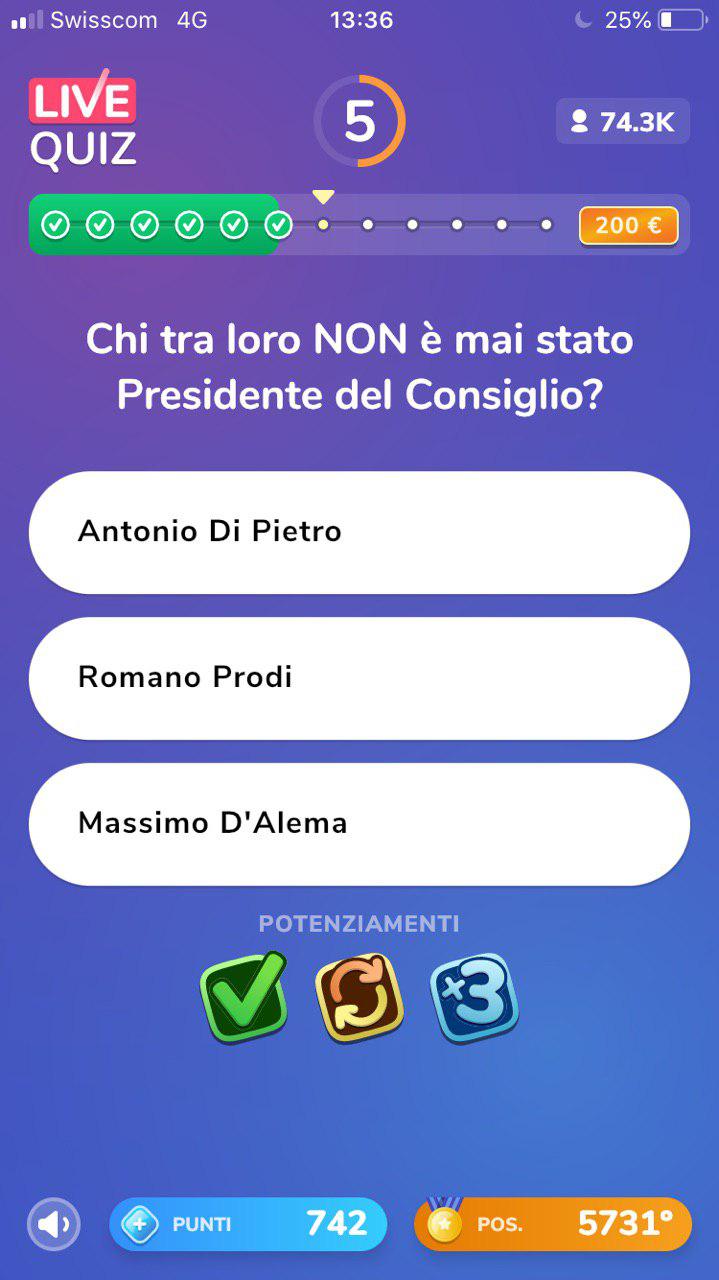 Swisscom 4G 13:36 25%
LIVE
QUIZ
5
74.3K
200 €
Chi tra loro NON è mai stato
Presidente del Consiglio?
Antonio Di Pietro
Romano Prodi
Massimo D'Alema
POTENZIAMENTI
×3
PUNTI 742
POS. 5731°